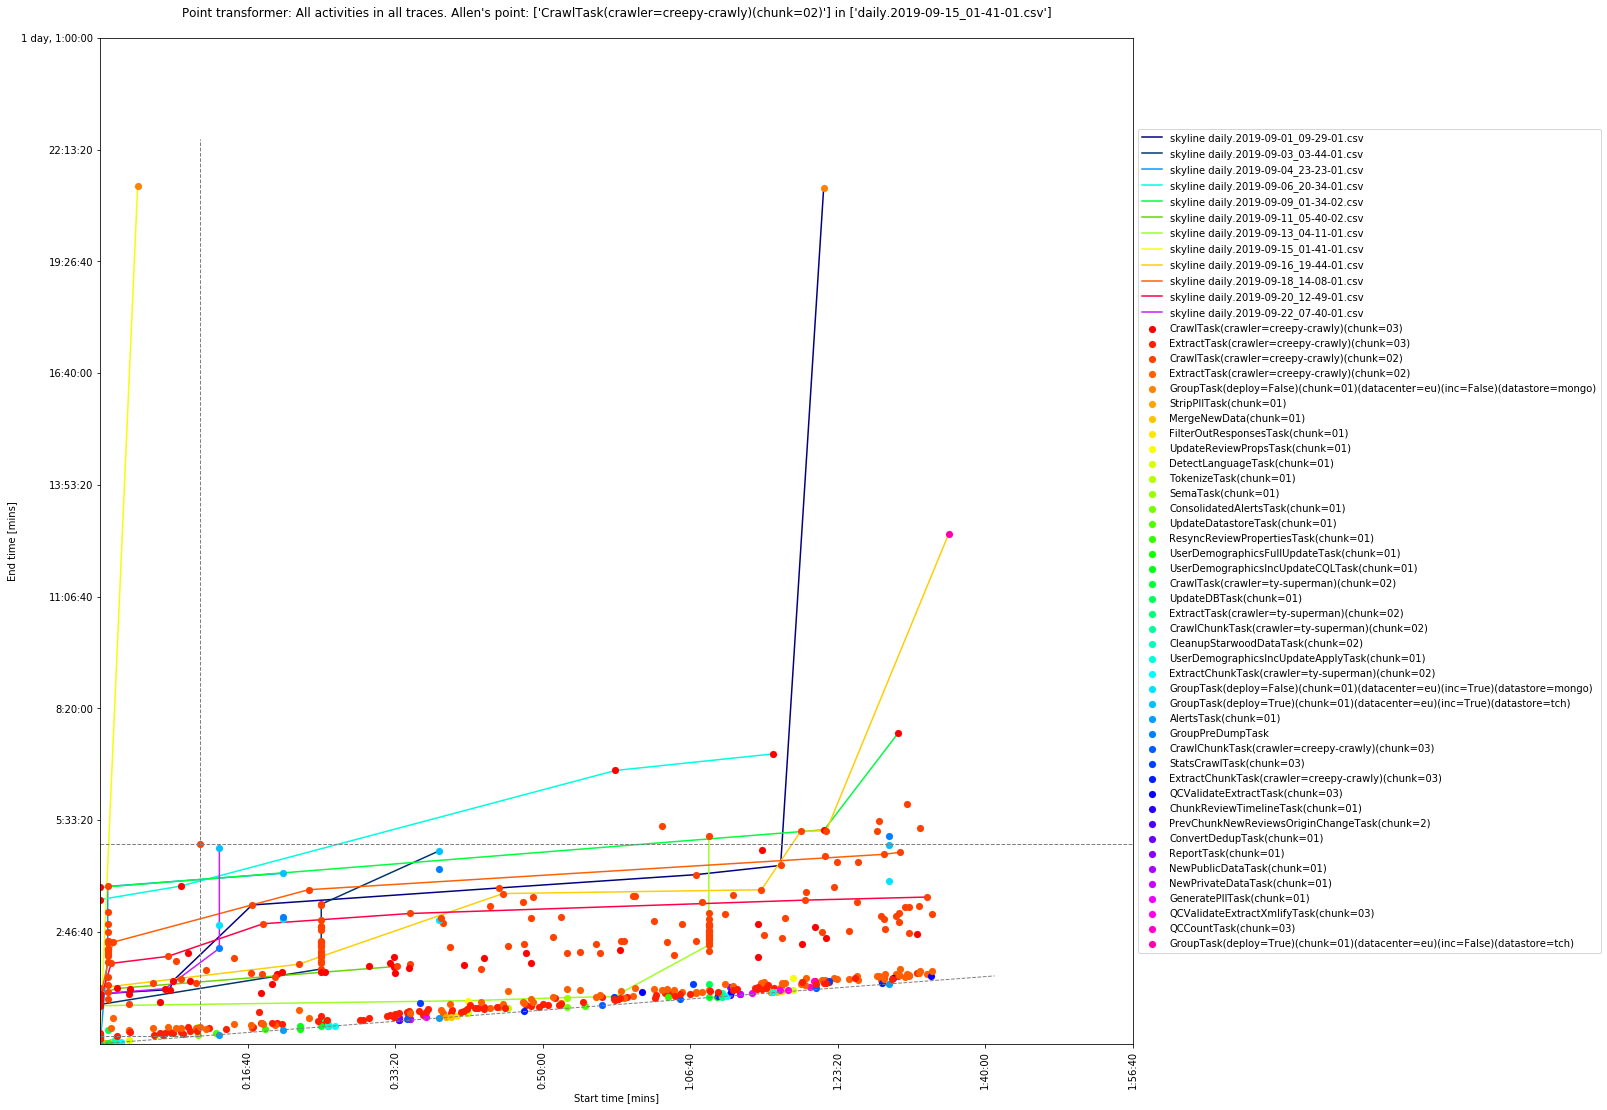 Point transformer: All activities in all traces. Allen's point: ['CrawlTask(crawler=creepy-crawly)(chunk=02)'] in ['daily.2019-09-15_01-41-01.csv']
1 day, 1:00:00
22:13:20
19:26:40
16:40:00
13:53:20
11:06:40
8:20:00
5:33:20
2:46:40
End time [mins]
0:16:40
0:33:20
0:50:00
1:06:40
1:23:20
1:40:00
1:56:40
Start time [mins]
skyline daily.2019-09-01_09-29-01.csv
skyline daily.2019-09-03_03-44-01.csv
skyline daily.2019-09-04_23-23-01.csv
skyline daily.2019-09-06_20-34-01.csv
skyline daily.2019-09-09_01-34-02.csv
skyline daily.2019-09-11_05-40-02.csv
skyline daily.2019-09-13_04-11-01.csv
skyline daily.2019-09-15_01-41-01.csv
skyline daily.2019-09-16_19-44-01.csv
skyline daily.2019-09-18_14-08-01.csv
skyline daily.2019-09-20_12-49-01.csv
skyline daily.2019-09-22_07-40-01.csv
CrawlTask(crawler=creepy-crawly)(chunk=03)
ExtractTask(crawler=creepy-crawly)(chunk=03)
CrawlTask(crawler=creepy-crawly)(chunk=02)
ExtractTask(crawler=creepy-crawly)(chunk=02)
GroupTask(deploy=False)(chunk=01)(datacenter=eu)(inc=False)(datastore=mongo)
StripPIITask(chunk=01)
MergeNewData(chunk=01)
FilterOutResponsesTask(chunk=01)
UpdateReviewPropsTask(chunk=01)
DetectLanguageTask(chunk=01)
TokenizeTask(chunk=01)
SemaTask(chunk=01)
ConsolidatedAlertsTask(chunk=01)
UpdateDatastoreTask(chunk=01)
ResyncReviewPropertiesTask(chunk=01)
UserDemographicsFullUpdateTask(chunk=01)
UserDemographicsIncUpdateCQLTask(chunk=01)
CrawlTask(crawler=ty-superman)(chunk=02)
UpdateDBTask(chunk=01)
ExtractTask(crawler=ty-superman)(chunk=02)
CrawlChunkTask(crawler=ty-superman)(chunk=02)
CleanupStarwoodDataTask(chunk=02)
UserDemographicsIncUpdateApplyTask(chunk=01)
ExtractChunkTask(crawler=ty-superman)(chunk=02)
GroupTask(deploy=False)(chunk=01)(datacenter=eu)(inc=True)(datastore=mongo)
GroupTask(deploy=True)(chunk=01)(datacenter=eu)(inc=True)(datastore=tch)
AlertsTask(chunk=01)
GroupPreDumpTask
CrawlChunkTask(crawler=creepy-crawly)(chunk=03)
StatsCrawlTask(chunk=03)
ExtractChunkTask(crawler=creepy-crawly)(chunk=03)
QCValidateExtractTask(chunk=03)
ChunkReviewTimelineTask(chunk=01)
PrevChunkNewReviewsOriginChangeTask(chunk=2)
ConvertDedupTask(chunk=01)
ReportTask(chunk=01)
NewPublicDataTask(chunk=01)
NewPrivateDataTask(chunk=01)
GeneratePIITask(chunk=01)
QCValidateExtractXmlifyTask(chunk=03)
QCCountTask(chunk=03)
GroupTask(deploy=True)(chunk=01)(datacenter=eu)(inc=False)(datastore=tch)